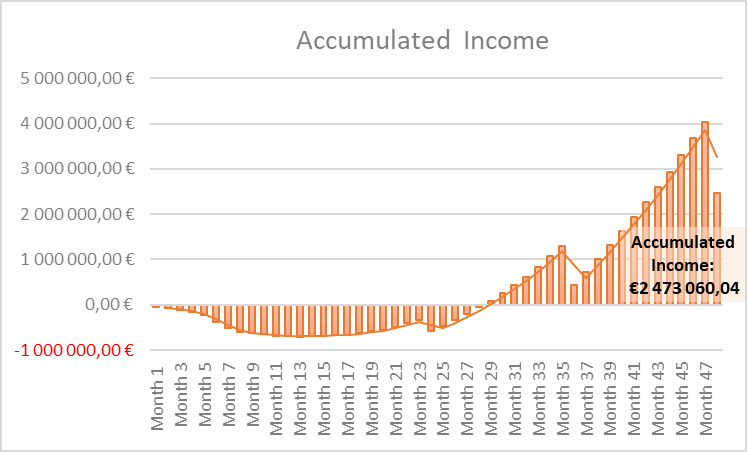 Accumulated Income
5 000 000,00 €
4 000 000,00 €
3 000 000,00 €
2 000 000,00 €
1 000 000,00 €
0,00 €
-1 000 000,00 €
Accumulated
Income:
€2 473 060,04
Month 1
Month 3
Month 5
Month 7
Month 9
Month 11
Month 13
Month 15
Month 17
Month 19
Month 21
Month 23
Month 25
Month 27
Month 29
Month 31
Month 33
Month 35
Month 37
Month 39
Month 41
Month 43
Month 45
Month 47